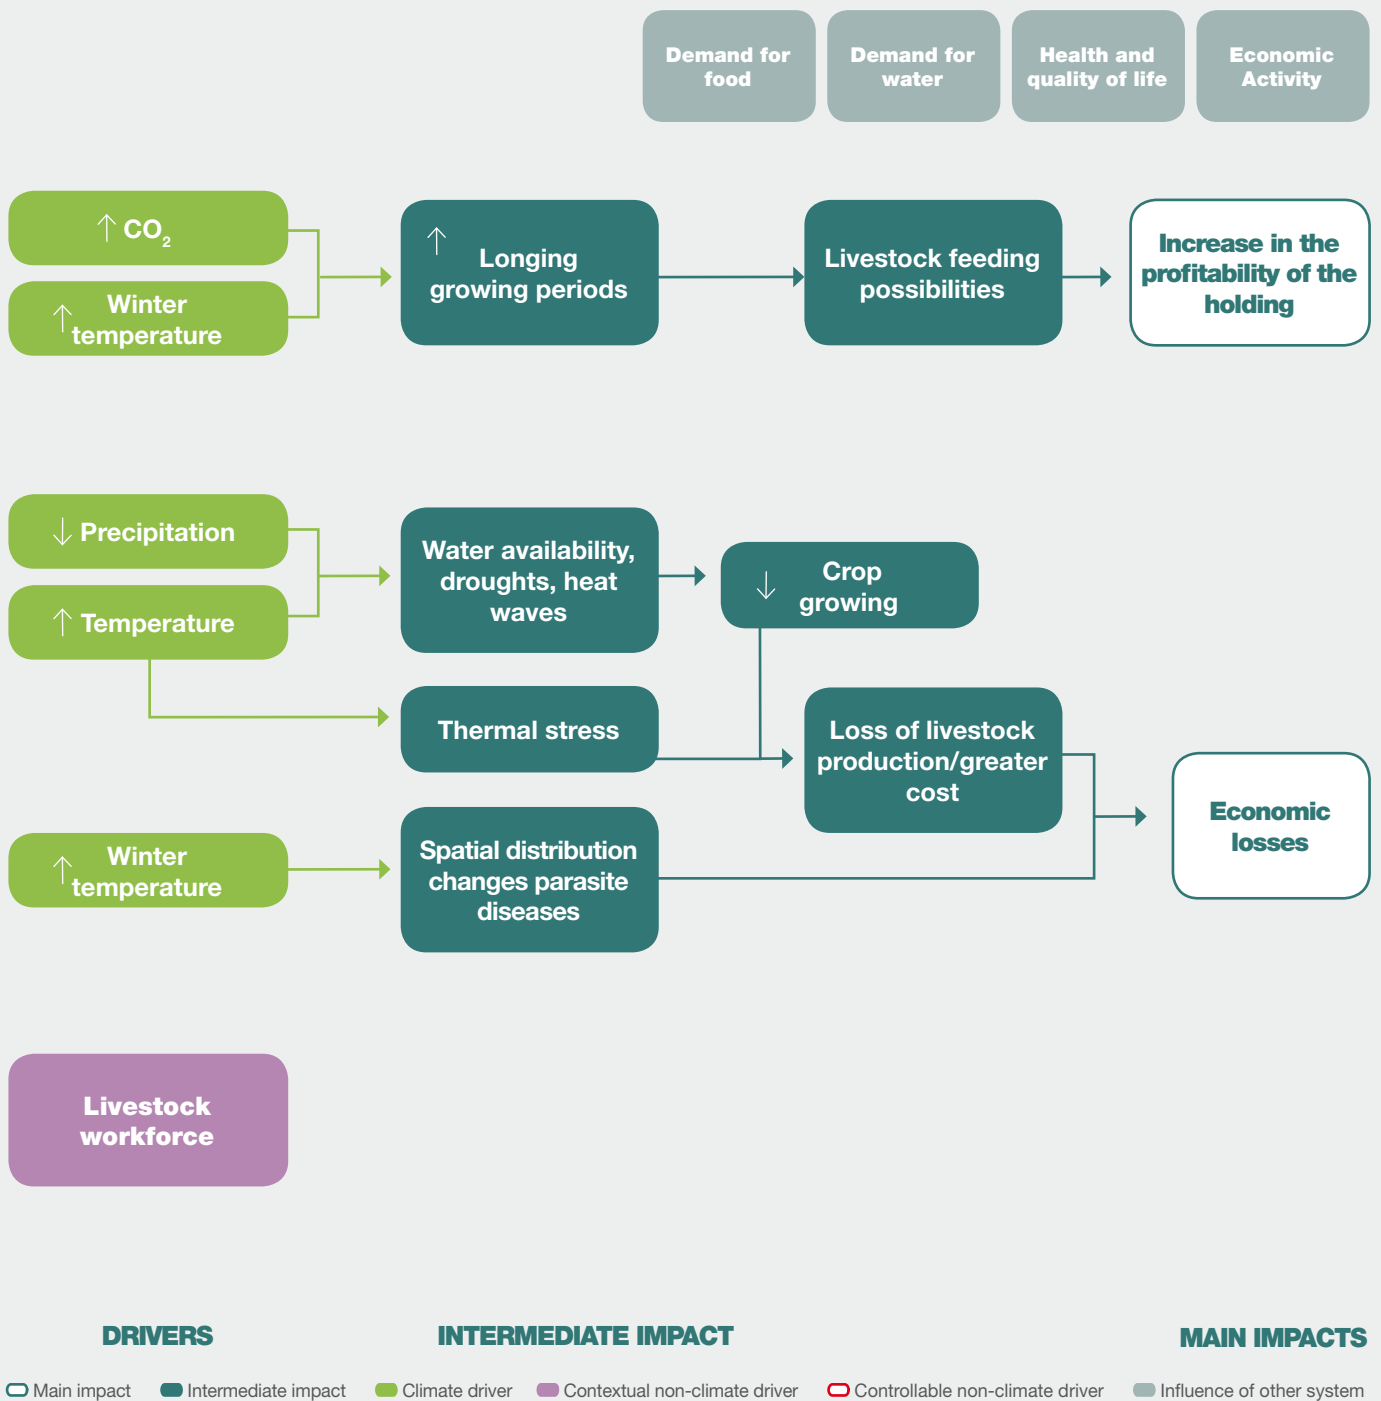 Demand for
food
Demand for
water
Health and
quality of life
Economic
Activity
↑ CO₂
↑ Winter
temperature
↑ Longing
growing periods
Livestock feeding
possibilities
Increase in the
profitability of the
holding
↓ Precipitation
↑ Temperature
Water availability,
droughts, heat
waves
↓ Crop
growing
Thermal stress
Loss of livestock
production/greater
cost
Economic
losses
↑ Winter
temperature
Spatial distribution
changes parasite
diseases
Livestock
workforce
DRIVERS
INTERMEDIATE IMPACT
MAIN IMPACTS
Main impact
Intermediate impact
Climate driver
Contextual non-climate driver
Controllable non-climate driver
Influence of other system